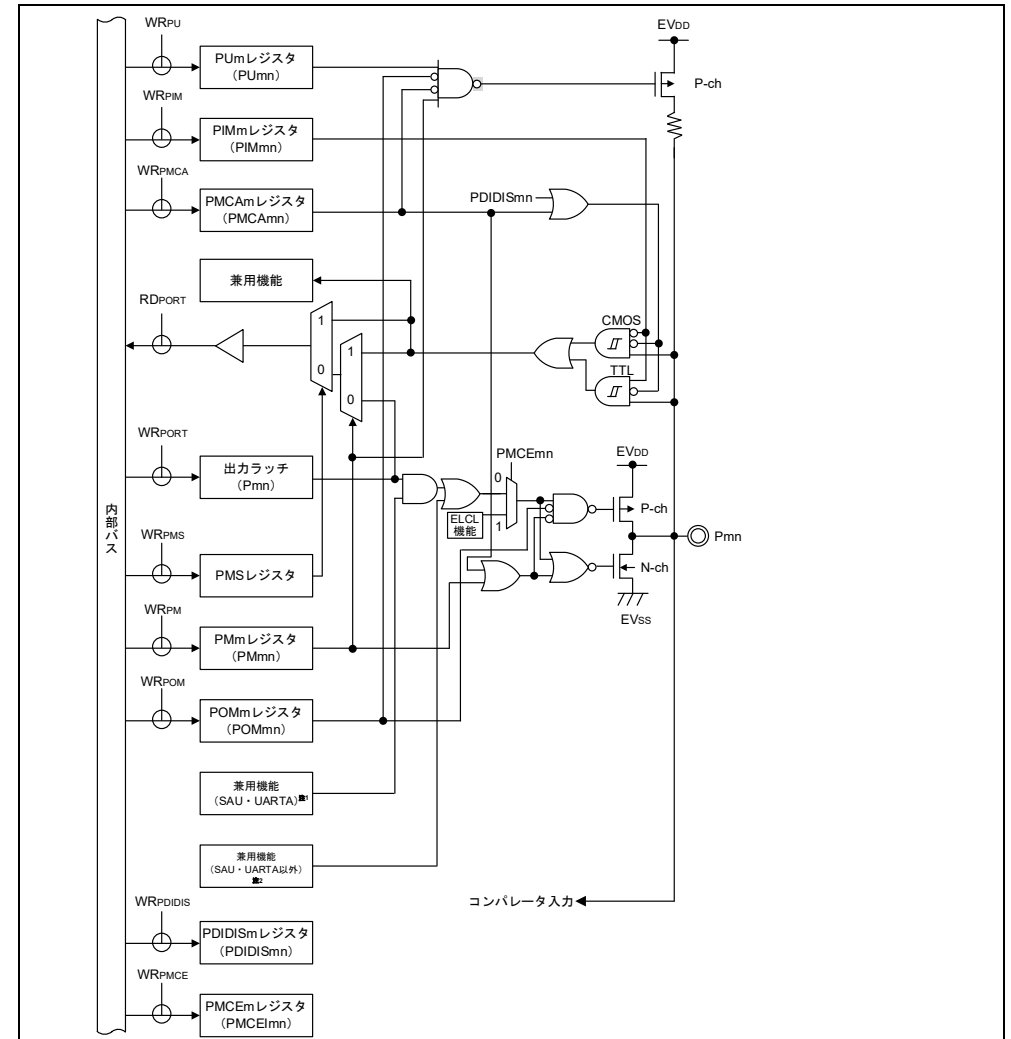 WRPU
PUmレジスタ
(PUmn)
EVDD
P-ch
WRPIM
PIMmレジスタ
(PIMmn)
WRPMCA
PMCAmレジスタ
(PMCAmn)
PDIDISmn
兼用機能
RDPORT
1
0
1
0
CMOS
TTL
WRPORT
出力ラッチ
(Pmn)
PMCEmn
0
1
ELCL
機能
EVDD
P-ch
Pmn
N-ch
EVSS
内部バス
WRPMS
PMSレジスタ
WRPM
PMmレジスタ
(PMmn)
WRPOM
POMmレジスタ
(POMmn)
兼用機能
(SAU・UARTA)注1
兼用機能
(SAU・UARTA以外)
注2
コンパレータ入力
WRPDIDIS
PDIDISmレジスタ
(PDIDISmn)
WRPMCE
PMCEmレジスタ
(PMCEImn)